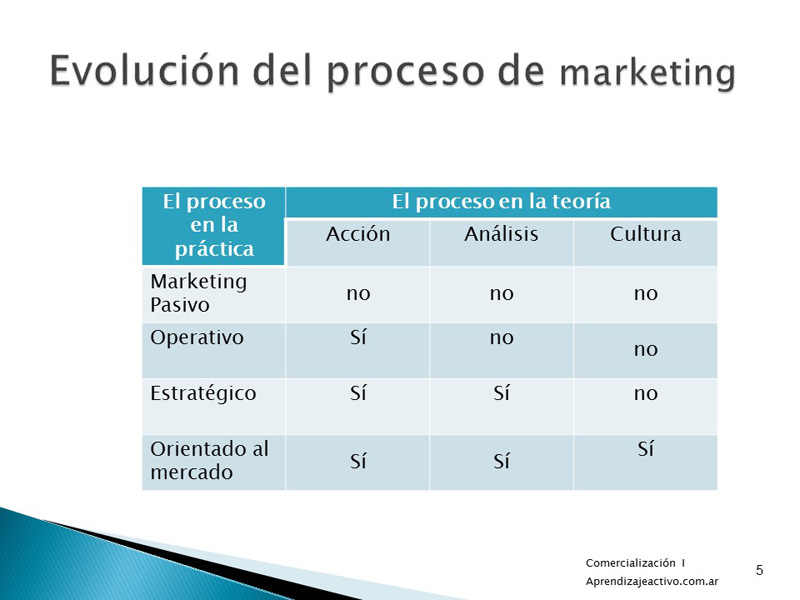 Evolución del proceso de marketing
El proceso
en la
práctica
El proceso en la teoría
Acción Análisis Cultura
Marketing
Pasivo
no no no
Operativo Sí no no
Estratégico Sí Sí no
Orientado al
mercado
Sí Sí Sí
Comercialización I
Aprendizajeactivo.com.ar
5